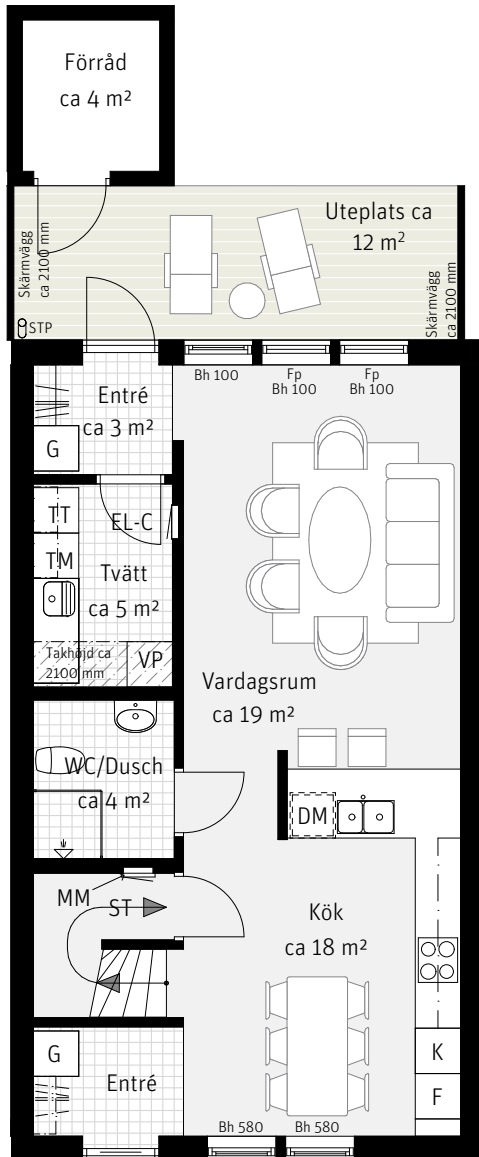 Förråd
ca 4 m²
Uteplats ca
12 m²
Skärmvägg
ca 2100 mm
Skärmvägg
ca 2100 mm
STP
Bh 100
Fp
Bh 100
Fp
Bh 100
Entré
ca 3 m²
G
TT
EL-C
TM
Tvätt
ca 5 m²
Takhöjd ca
2100 mm
VP
Vardagsrum
ca 19 m²
WC/Dusch
ca 4 m²
DM
MM
ST
Kök
ca 18 m²
G
Entré
K
F
Bh 580
Bh 580